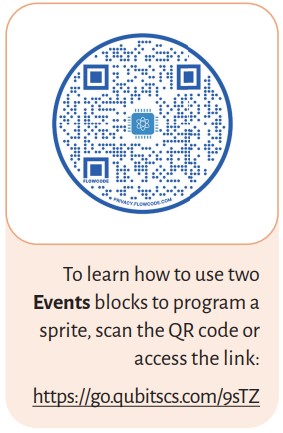 FLOWCODE
PRIVACY.FLOWCODE.COM
To learn how to use two
Events blocks to program a
sprite, scan the QR code or
access the link:
https://go.qubitscs.com/9sTZ